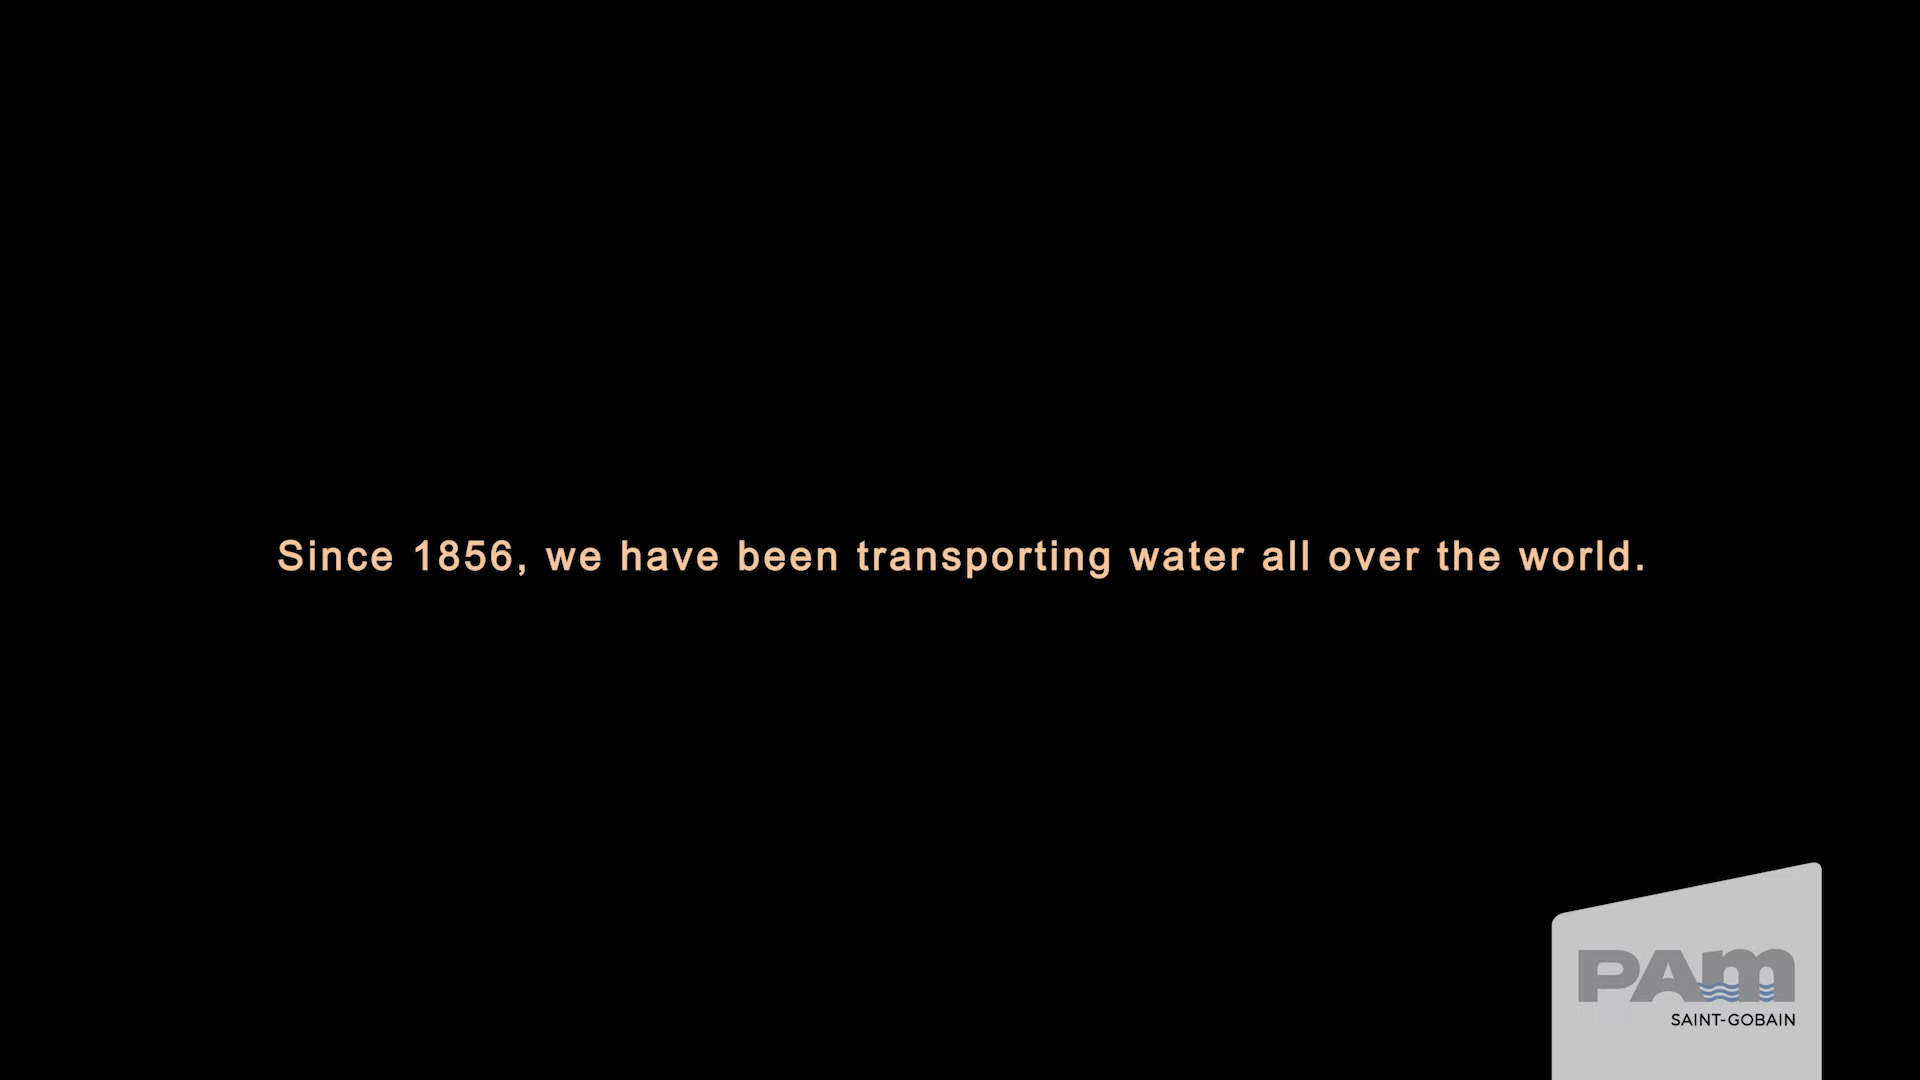 Since 1856, we have been transporting water all over the world.
PAM
SAINT-GOBAIN